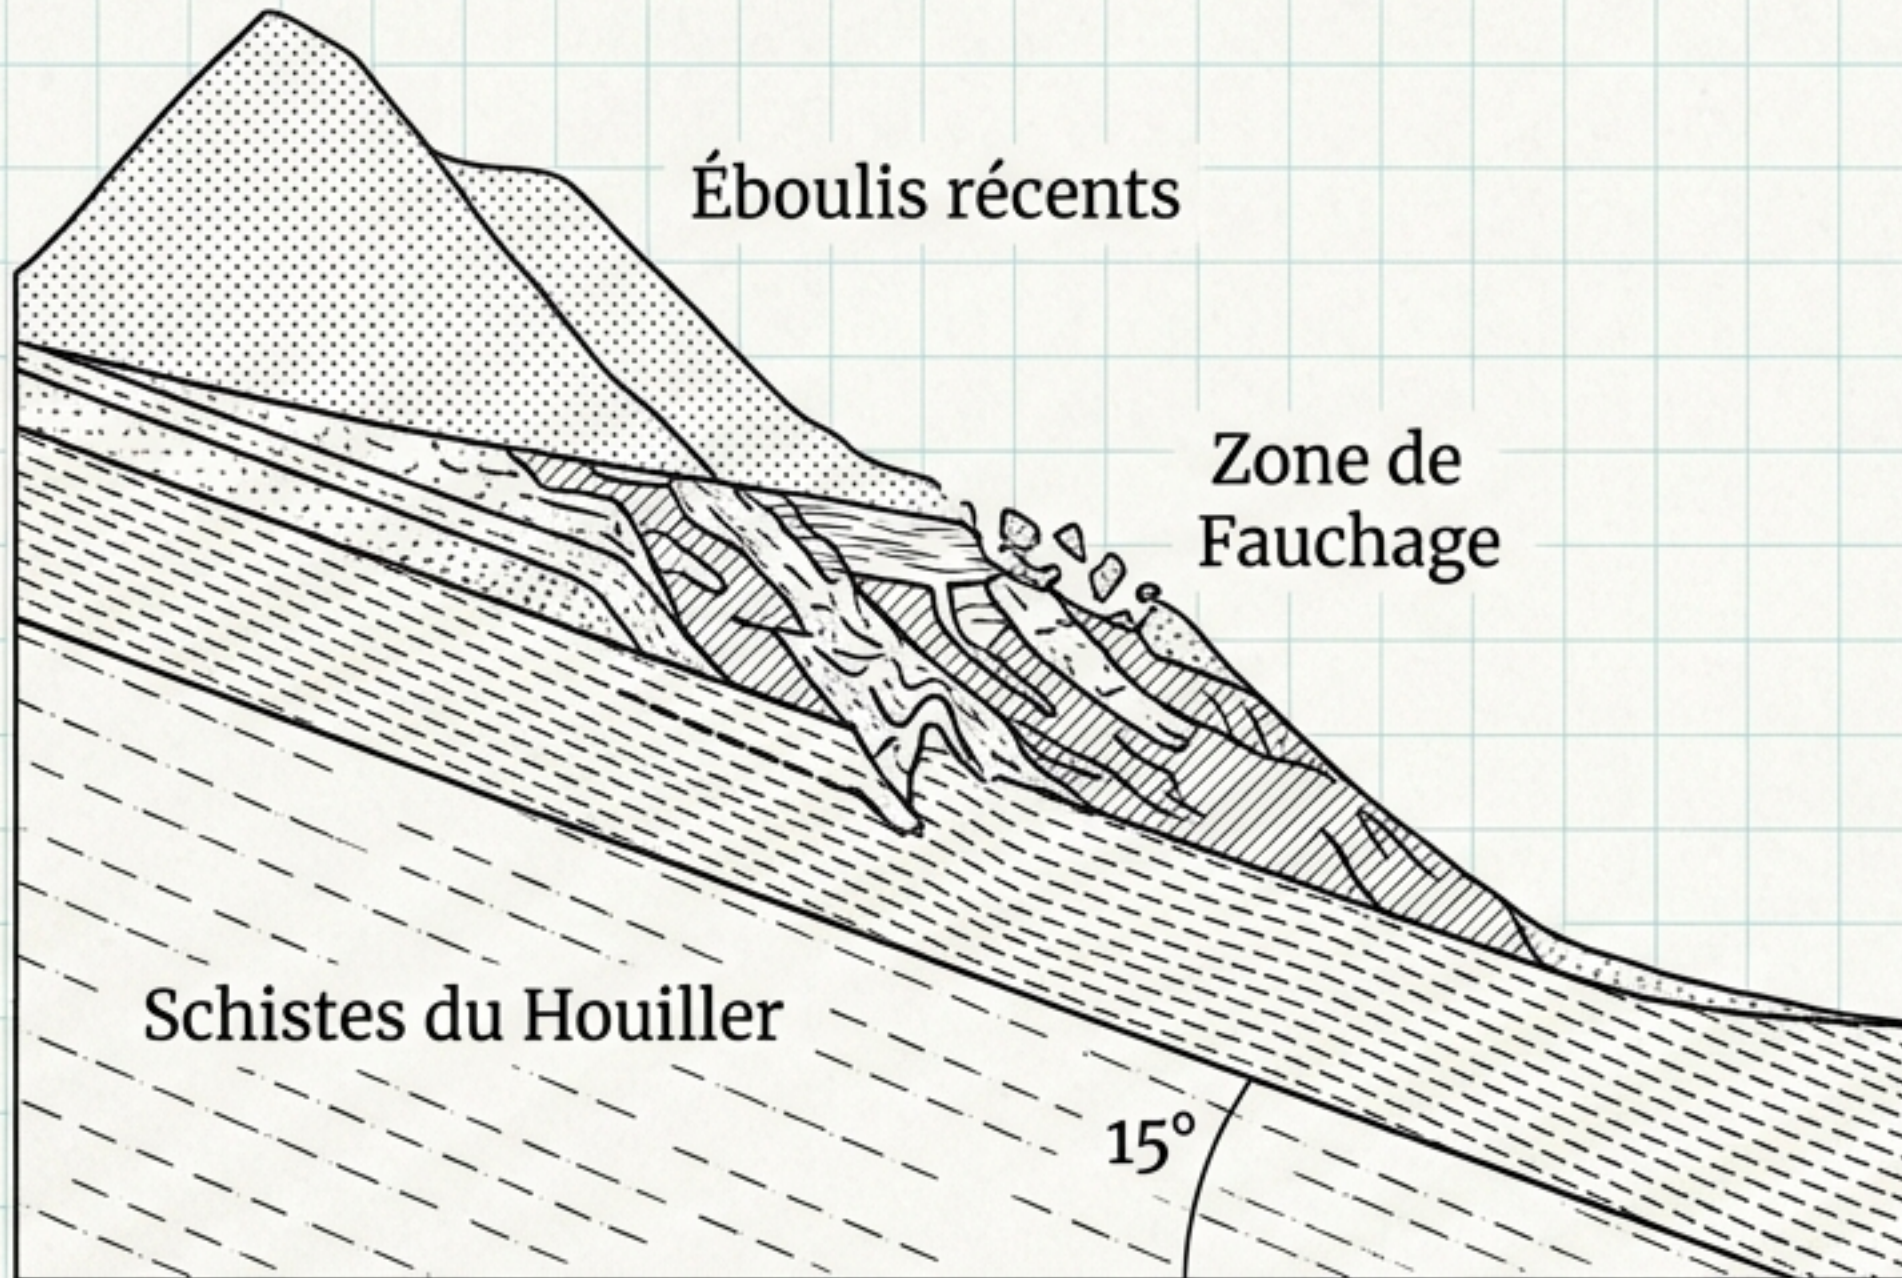 Éboulis récents
Zone de
Fauchage
Schistes du Houiller
15°